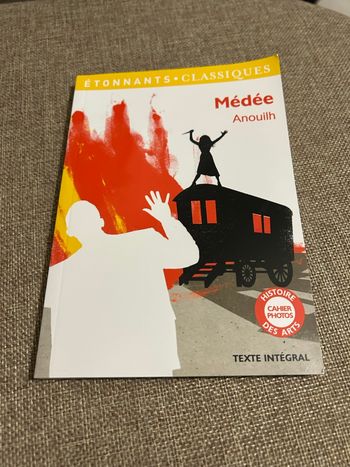 ÉTONNANTS • CLASSIQUES
Médée
Anouilh
HISTOIRE
CAHIER
PHOTOS
DES ARTS
TEXTE INTÉGRAL